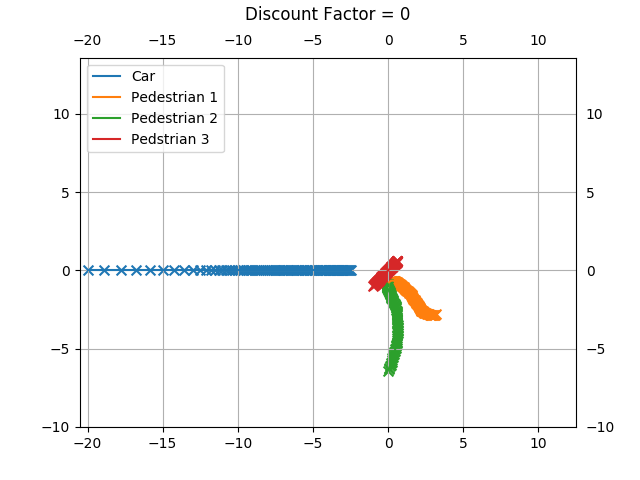 Discount Factor = 0
−20 −15 −10 −5 0 5 10
Car
Pedestrian 1
Pedestrian 2
Pedstrian 3
10 10
5 5
0 0
−5 −5
−10 −10
−20 −15 −10 −5 0 5 10